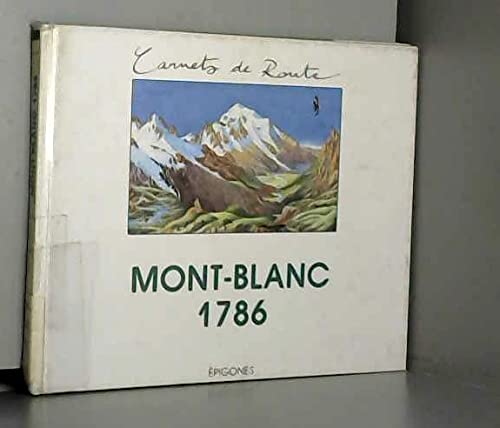 Carnets de Route
MONT-BLANC
1786
ÉPIGONES